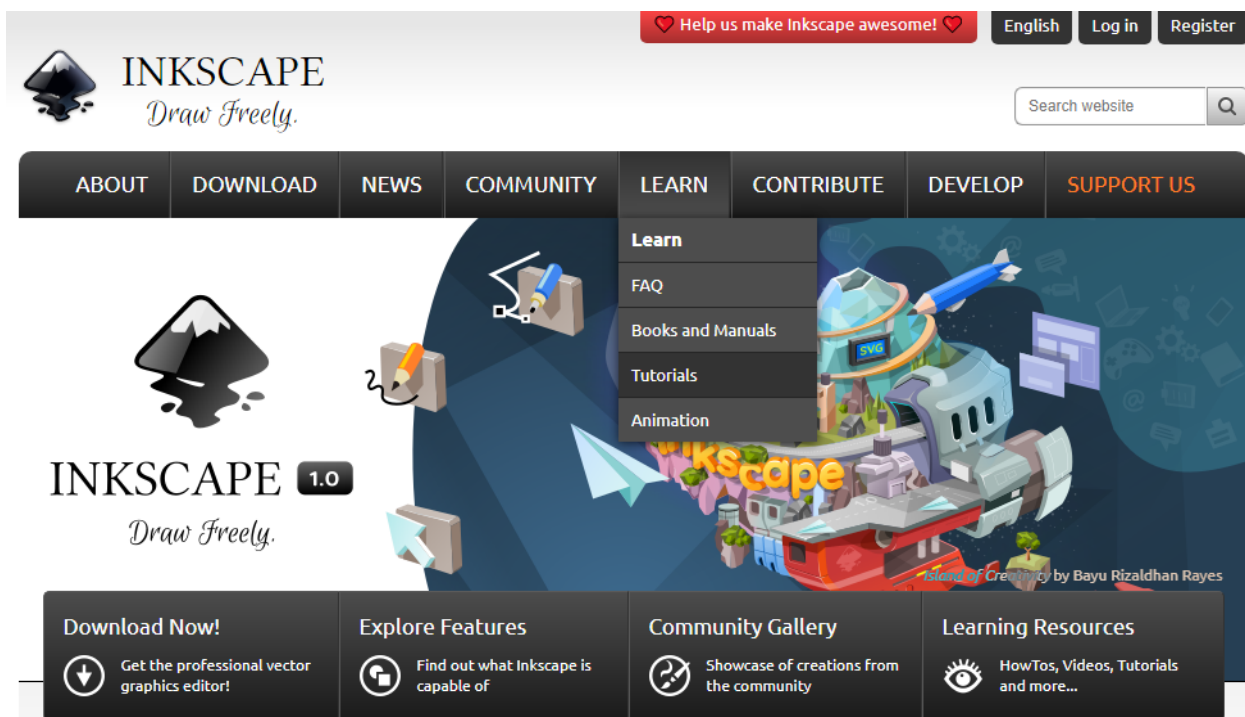 Help us make Inkscape awesome!
English
Log in
Register
INKSCAPE
Draw Freely.
Search website
ABOUT
DOWNLOAD
NEWS
COMMUNITY
LEARN
CONTRIBUTE
DEVELOP
SUPPORT US
Learn
FAQ
Books and Manuals
Tutorials
Animation
SVG
Inkscape
INKSCAPE 1.0
Draw Freely.
Island of Creativity by Bayu Rizaldhan Rayes
Download Now!
Get the professional vector
graphics editor!
Explore Features
Find out what Inkscape is
capable of
Community Gallery
Showcase of creations from
the community
Learning Resources
HowTos, Videos, Tutorials
and more...